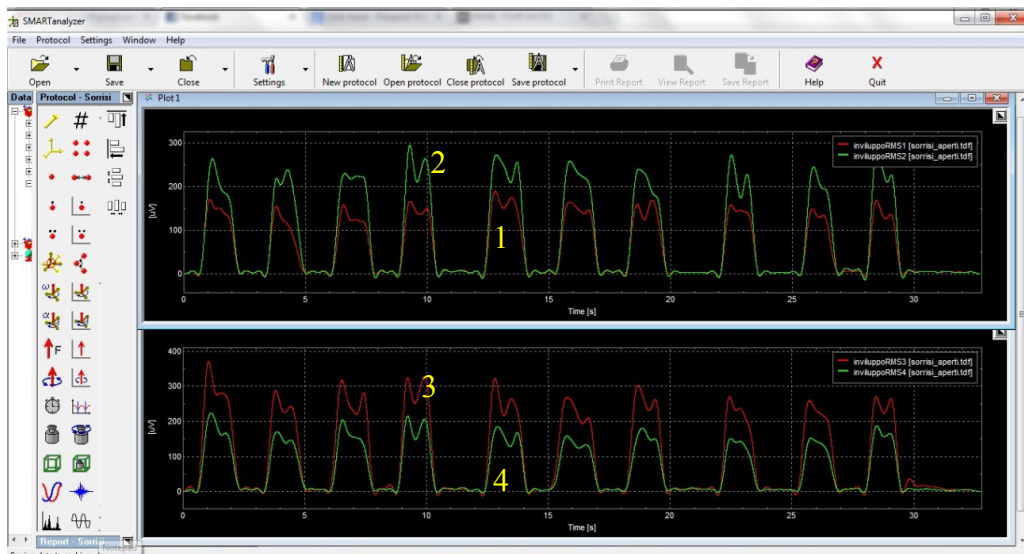 SMARTanalyzer
File Protocol Settings Window Help
Open Save Close Settings New protocol Open protocol Close protocol Save protocol Print Report View Report Save Report Help Quit
Data Protocol - Sorrisi
Plot 1
300
200
100
0
[uV]
inviluppoRMS1 [sorrisi_aperti.tdf]
inviluppoRMS2 [sorrisi_aperti.tdf]
2
1
0 5 10 15 20 25 30
Time [s]
400
300
200
100
0
[uV]
inviluppoRMS3 [sorrisi_aperti.tdf]
inviluppoRMS4 [sorrisi_aperti.tdf]
3
4
0 5 10 15 20 25 30
Time [s]
Report - Sorrisi
Notepad